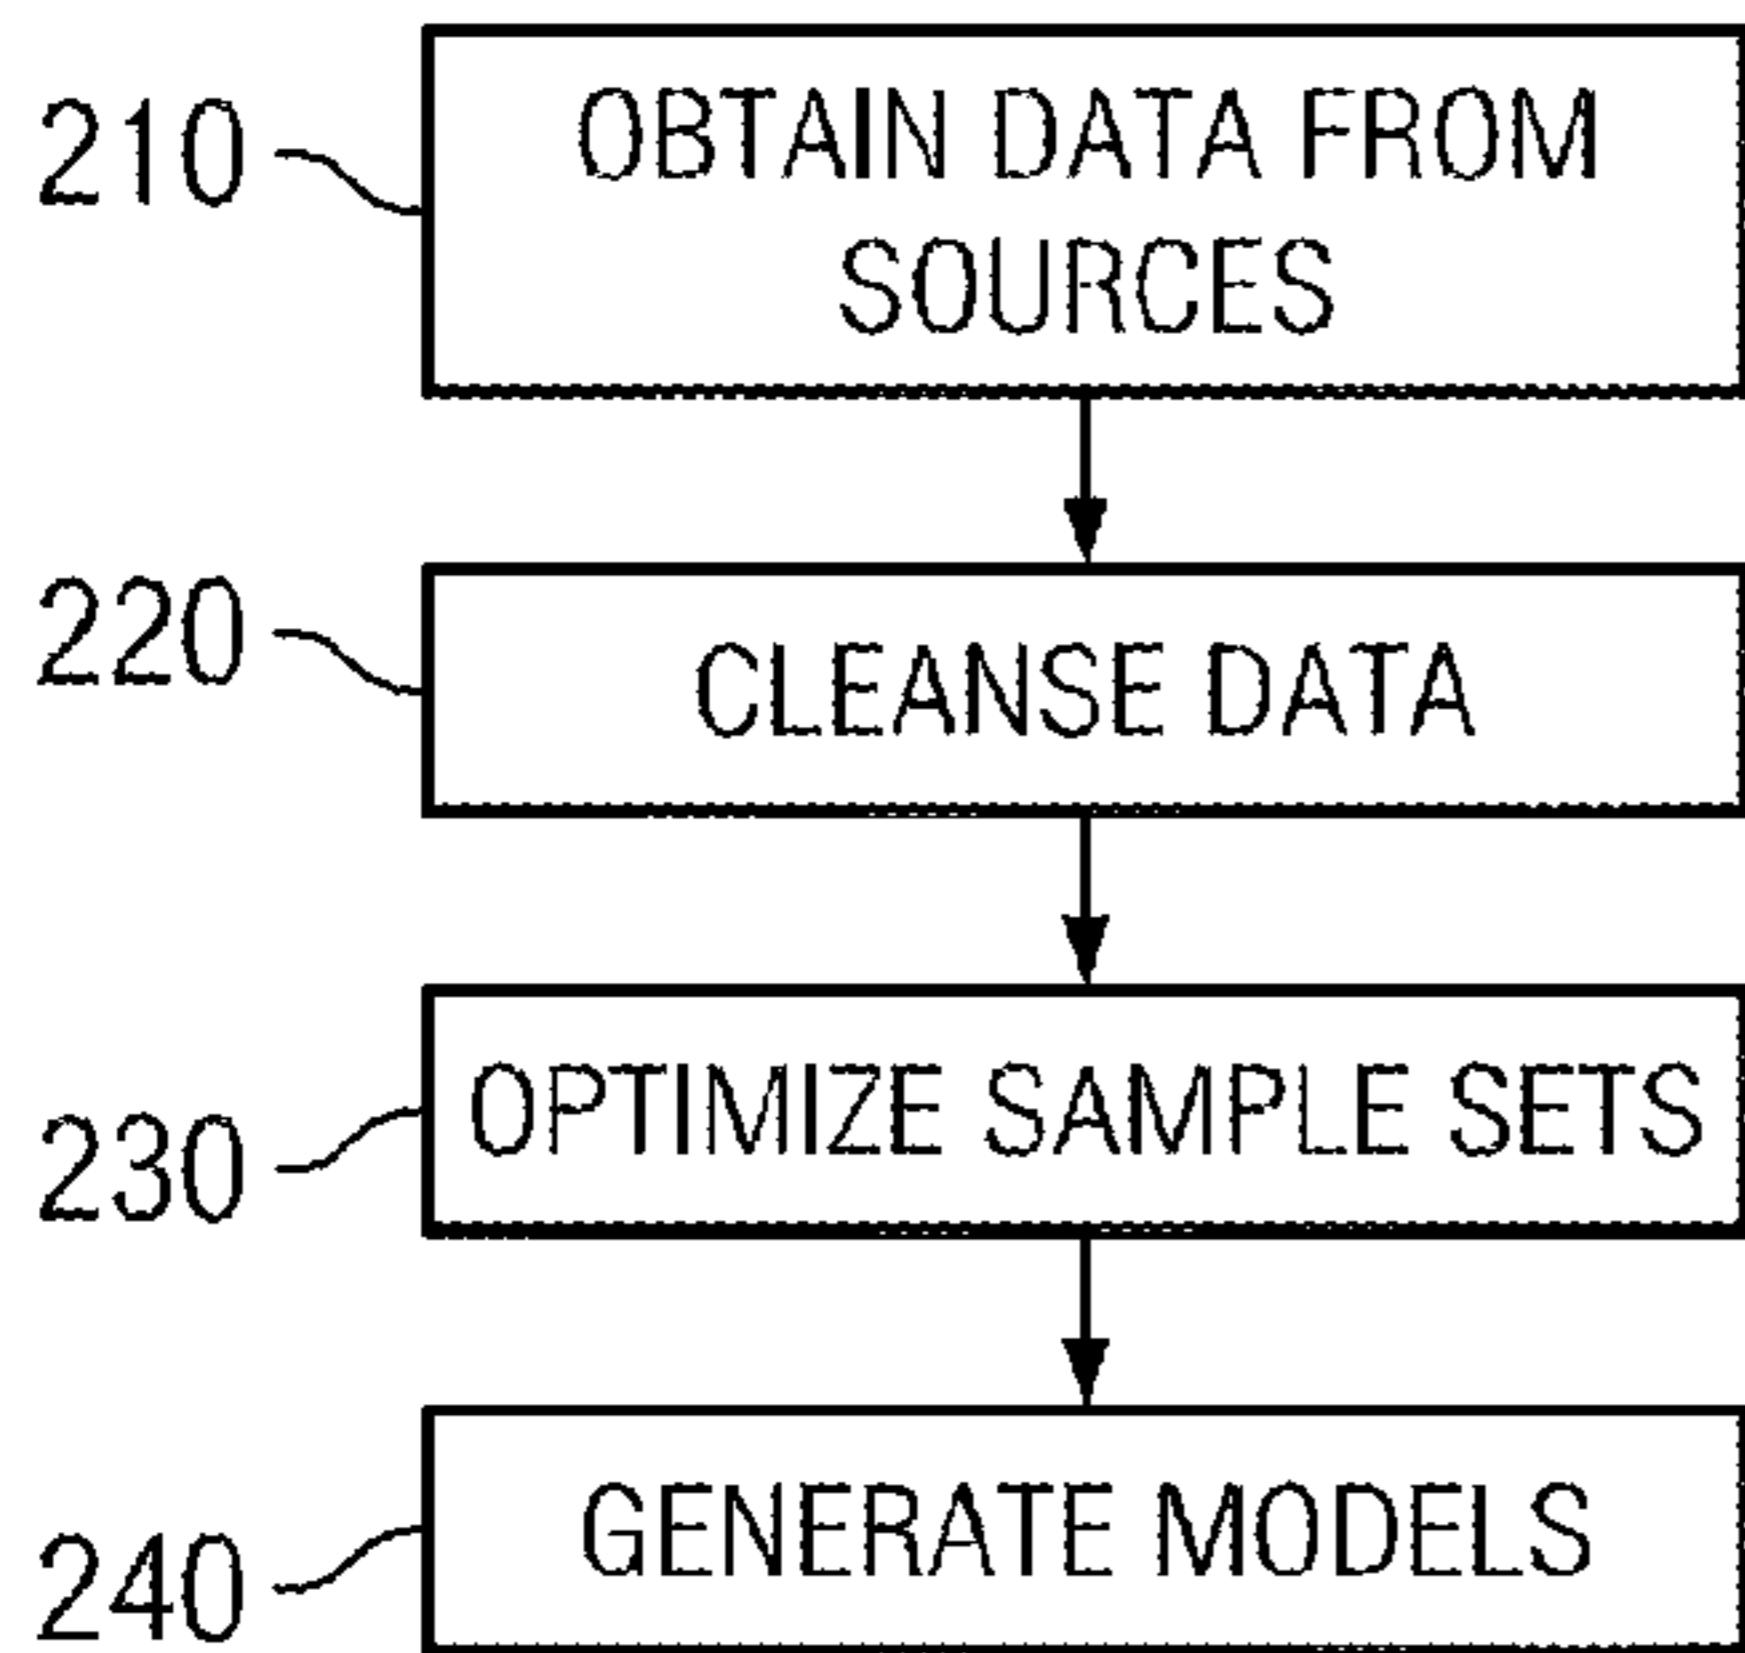 210
OBTAIN DATA FROM
SOURCES
220
CLEANSE DATA
230
OPTIMIZE SAMPLE SETS
240
GENERATE MODELS